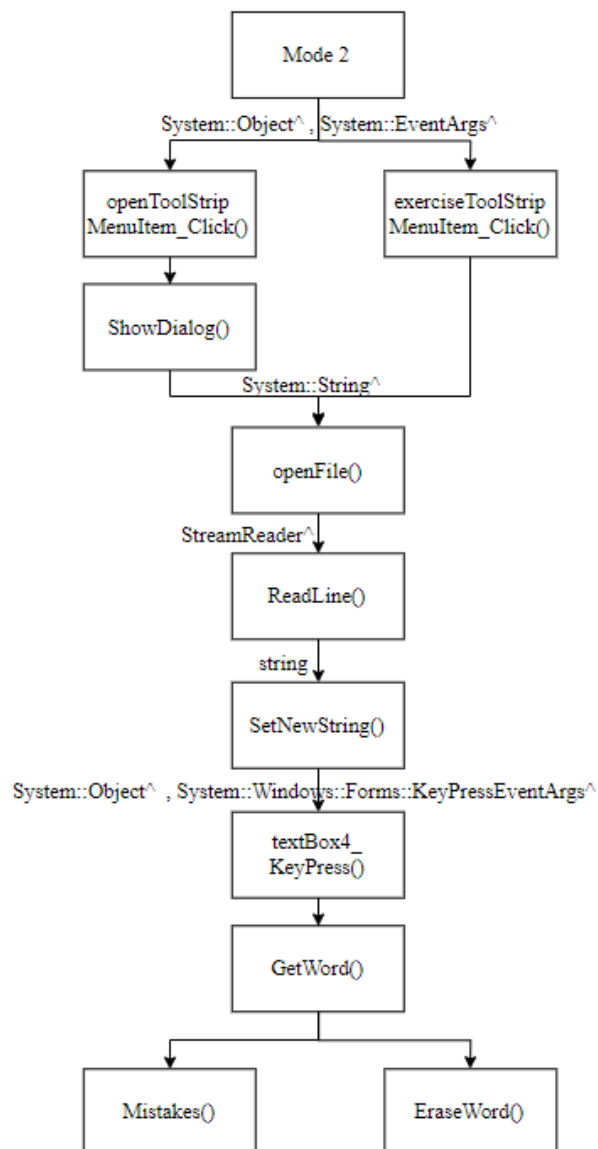 Mode 2
System::Object^ , System::EventArgs^
openToolStrip
MenuItem_Click()
exerciseToolStrip
MenuItem_Click()
ShowDialog()
System::String^
openFile()
StreamReader^
ReadLine()
string
SetNewString()
System::Object^ , System::Windows::Forms::KeyPressEventArgs^
textBox4_
KeyPress()
GetWord()
Mistakes()
EraseWord()